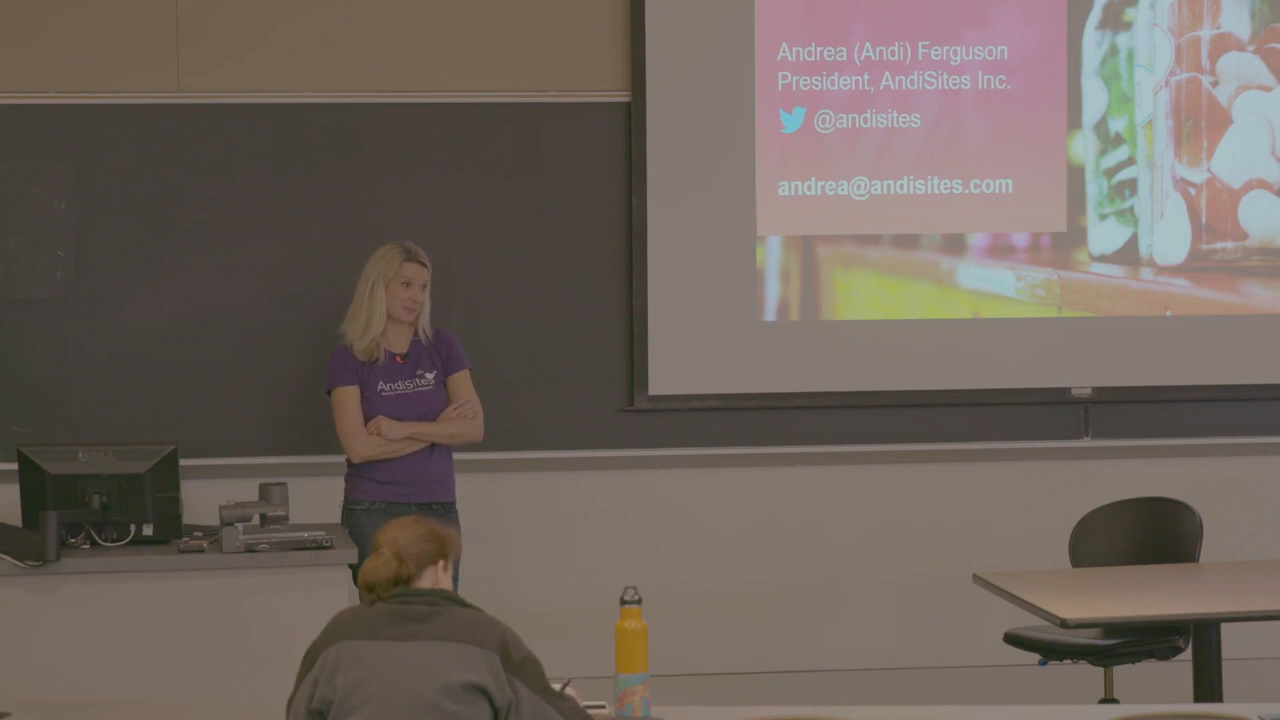 Andrea (Andi) Ferguson
President, AndiSites Inc.
@andisites
andrea@andisites.com
AndiSites